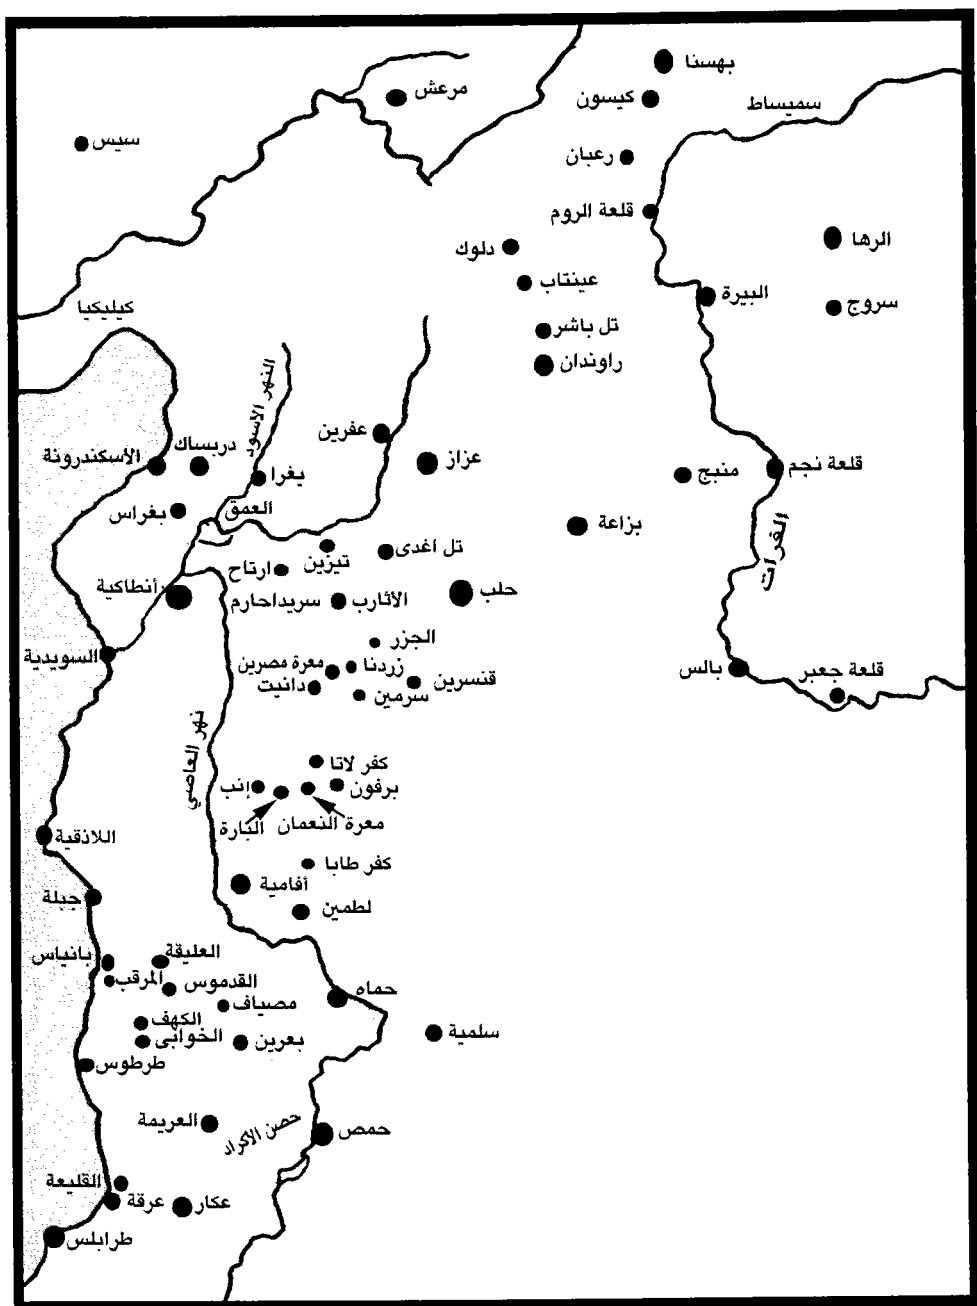 بهسنا
مرعش
كيسون
سميساط
سيس
رعبان
قلعة الروم
الرها
دلوك
عينتاب
البيرة
سروج
كيليكيا
تل باشر
راوندان
النهر الأسود
عفرين
دربساك
الأسكندرونة
عزاز
قلعة نجم
منبج
يغرا
العمق
بغراس
بزاعة
الفرات
تل اغدى
تيزين
ارتاح
أنطاكية
حلب
الأثارب
سريداحارم
الجزر
السويدية
معرة مصرين
زردنا
قنسرين
دانيت
سرمين
بالس
قلعة جعبر
نهر العاصي
كفر لاتا
إنب
برفون
البارة
معرة النعمان
اللاذقية
كفر طابا
أفامية
جبلة
لطمين
العليقة
بانياس
المرقب
القدموس
حماه
مصياف
الكهف
الخوابى
بعرين
سلمية
طرطوس
العريمة
حصن الأكراد
حمص
القليعة
عرقة
عكار
طرابلس